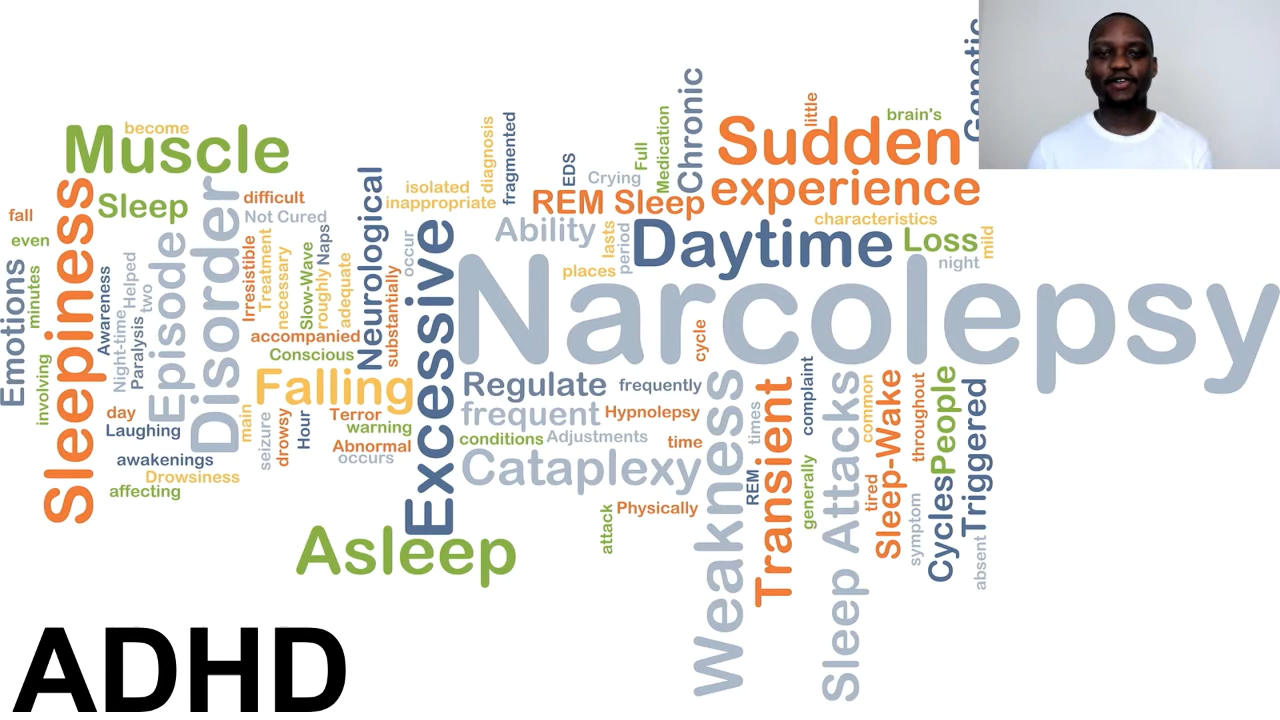 Muscle
become
Sleep
Sleepiness
fall
even
minutes
Emotions
involving
Awareness
Night-time
Helped
Paralysis
two
Episode
Disorder
day
Laughing
awakenings
Drowsiness
affecting
main
difficult
Not Cured
Irresistible
Treatment
necessary
Slow-Wave
Naps
roughly
adequate
Neurological
substantially
occur
accompanied
Conscious
Falling
seizure
drowsy
Hour
Terror
warning
Abnormal
occurs
Excessive
Asleep
isolated
inappropriate
diagnosis
fragmented
EDS
Crying
Full
Medication
Chronic
REM Sleep
Ability
lasts
period
places
Sudden
little
brain's
Genetic
experience
characteristics
Daytime
Loss
mild
night
Narcolepsy
cycle
Regulate
frequently
frequent
Hypnolepsy
conditions
Adjustments
time
Cataplexy
Physically
attack
Weakness
times
REM
Transient
complaint
generally
Sleep Attacks
common
tired
Sleep-Wake
symptom
throughout
People
Cycles
Triggered
absent
ADHD